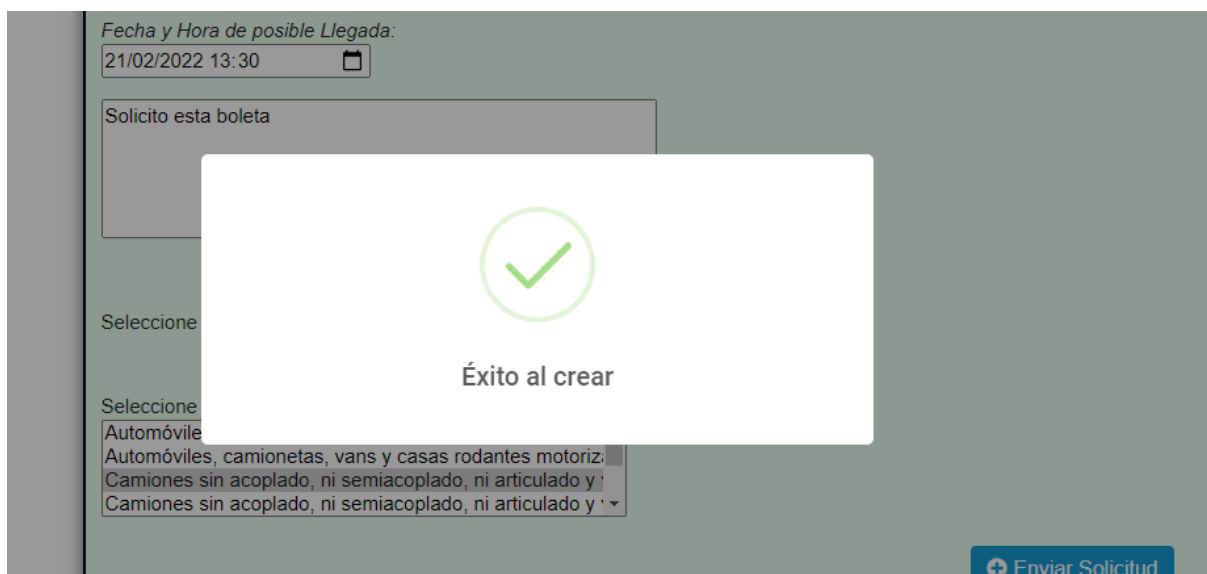 Fecha y Hora de posible Llegada:
21/02/2022 13:30
Solicito esta boleta
Éxito al crear
Seleccione
Seleccione
Automóvile
Automóviles, camionetas, vans y casas rodantes motoriz
Camiones sin acoplado, ni semiacoplado, ni articulado y
Camiones sin acoplado, ni semiacoplado, ni articulado y
Enviar Solicitud